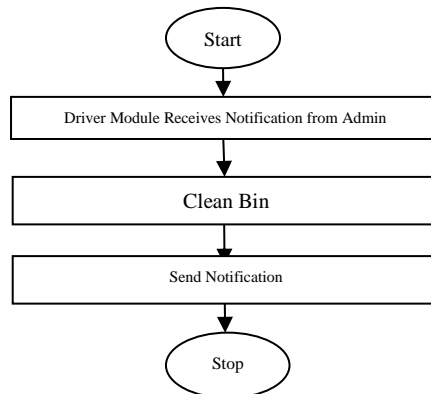 Start
Driver Module Receives Notification from Admin
Clean Bin
Send Notification
Stop